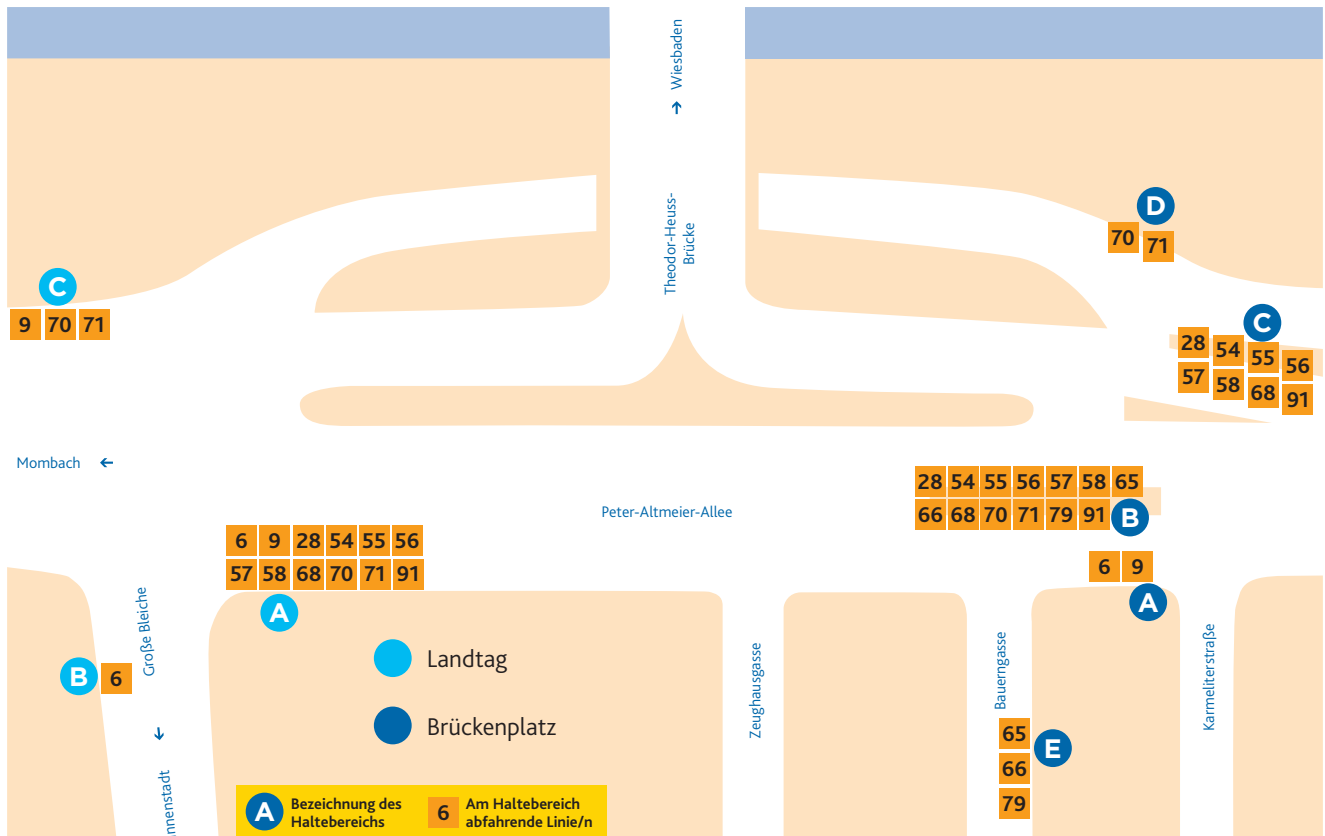 → Wiesbaden
Theodor-Heuss-
Brücke
D
70 71
C
9 70 71
C
28 54 55 56
57 58 68 91
Mombach ←
Peter-Altmeier-Allee
28 54 55 56 57 58 65
66 68 70 71 79 91 B
6 9 28 54 55 56
57 58 68 70 71 91
A
6 9
A
Große Bleiche
B 6
Landtag
Brückenplatz
Zeughausgasse
Bauerngasse
Karmeliterstraße
65
66
79
E
A Bezeichnung des
Haltebereichs
6 Am Haltebereich
abfahrende Linie/n